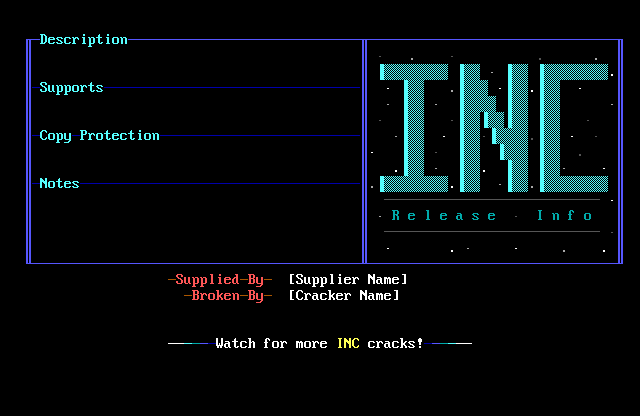 Description
Supports
Copy Protection
Notes
INC
Release Info
Supplied-By- [Supplier Name]
Broken-By- [Cracker Name]
Watch for more INC cracks!